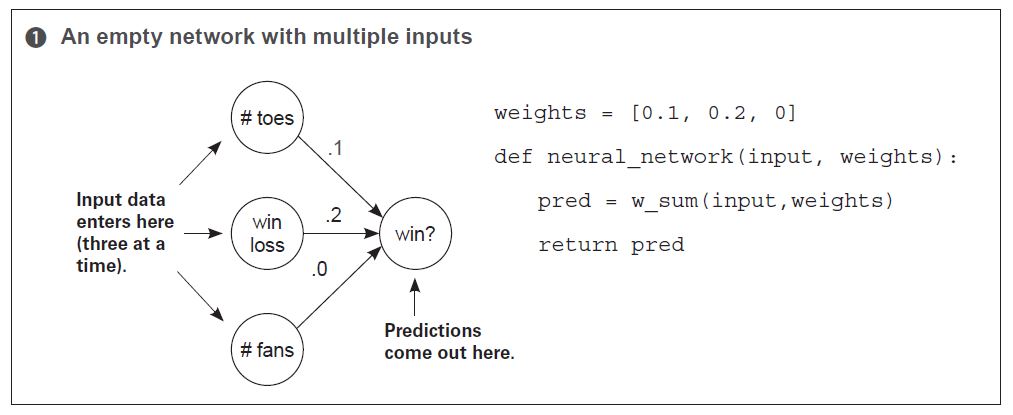 1 An empty network with multiple inputs
# toes
.1
Input data
enters here
(three at a
time).
win
loss
.2
win?
.0
# fans
Predictions
come out here.
weights = [0.1, 0.2, 0]
def neural_network(input, weights):
pred = w_sum(input,weights)
return pred